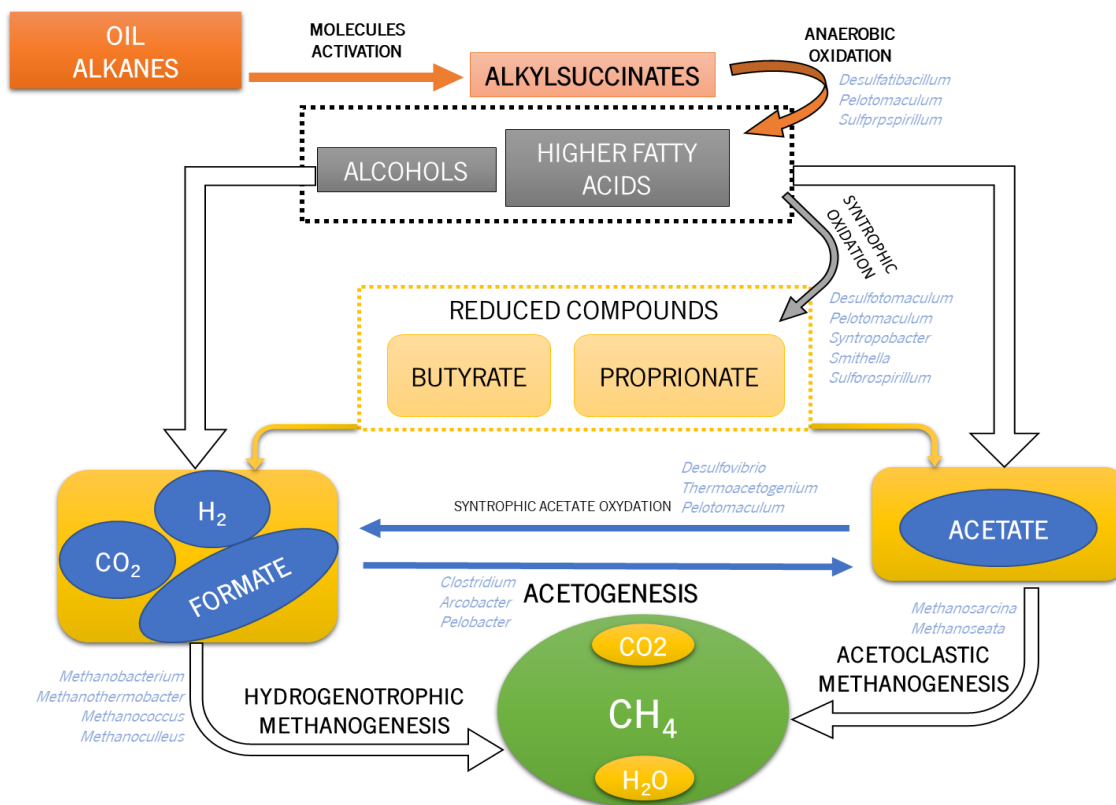 OIL
ALKANES
MOLECULES
ACTIVATION
ALKYLSUCCINATES
ANAEROBIC
OXIDATION
Desulfatibacillum
Pelotomaculum
Sulfprpspirillum
ALCOHOLS
HIGHER FATTY
ACIDS
SYNTROPHIC
OXIDATION
REDUCED COMPOUNDS
BUTYRATE
PROPRIONATE
Desulfotomaculum
Pelotomaculum
Syntropobacter
Smithella
Sulforospirillum
H₂
CO₂
FORMATE
SYNTROPHIC ACETATE OXYDATION
Desulfovibrio
Thermoacetogenium
Pelotomaculum
ACETATE
Clostridium
Arcobacter
Pelobacter
ACETOGENESIS
Methanosarcina
Methanoseata
ACETOCLASTIC
METHANOGENESIS
Methanobacterium
Methanothermobacter
Methanococcus
Methanoculleus
HYDROGENOTROPHIC
METHANOGENESIS
CO2
CH₄
H₂O